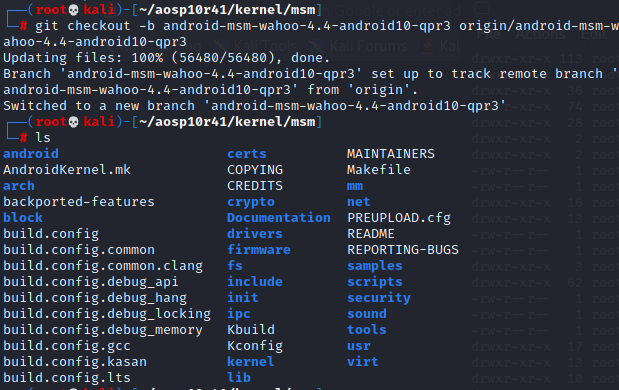 ┌──(root💀kali)-[~/aosp10r41/kernel/msm]
└─# git checkout -b android-msm-wahoo-4.4-android10-qpr3 origin/android-msm-w
ahoo-4.4-android10-qpr3
Updating files: 100% (56480/56480), done.
Branch 'android-msm-wahoo-4.4-android10-qpr3' set up to track remote branch '
android-msm-wahoo-4.4-android10-qpr3' from 'origin'.
Switched to a new branch 'android-msm-wahoo-4.4-android10-qpr3'
┌──(root💀kali)-[~/aosp10r41/kernel/msm]
└─# ls
android certs MAINTAINERS
AndroidKernel.mk COPYING Makefile
arch CREDITS mm
backported-features crypto net
block Documentation PREUPLOAD.cfg
build.config drivers README
build.config.common firmware REPORTING-BUGS
build.config.common.clang fs samples
build.config.debug_api include scripts
build.config.debug_hang init security
build.config.debug_locking ipc sound
build.config.debug_memory Kbuild tools
build.config.gcc Kconfig usr
build.config.kasan kernel virt
build.config.lts lib